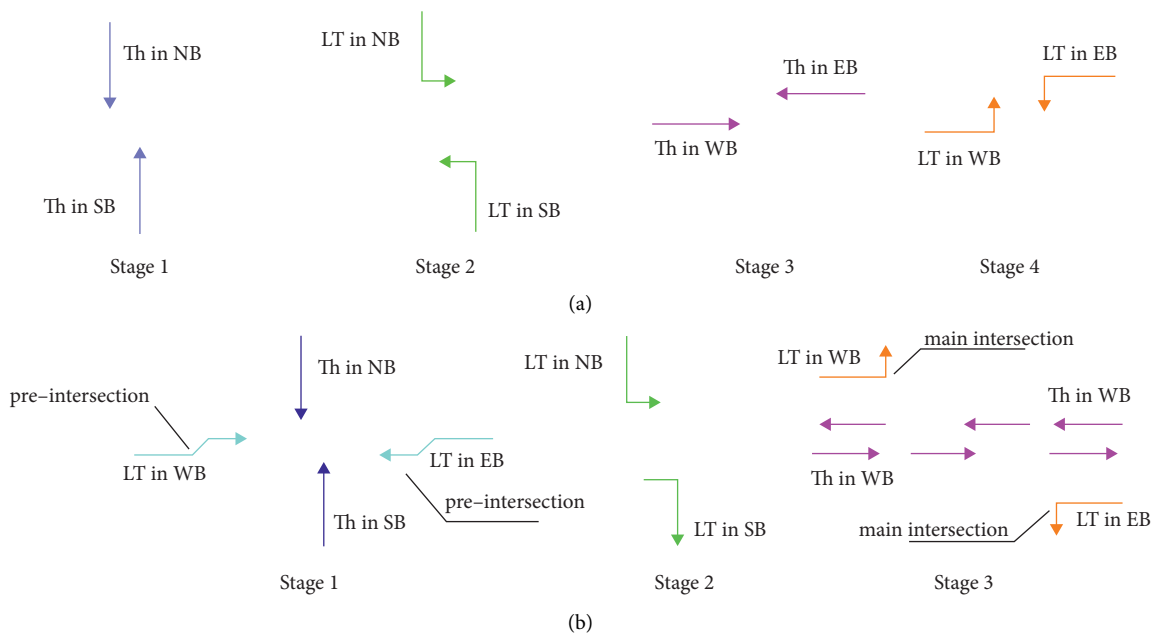 Th in NB
Th in SB
Stage 1
LT in NB
LT in SB
Stage 2
Th in EB
Th in WB
Stage 3
LT in EB
LT in WB
Stage 4
(a)
pre–intersection
LT in WB
Th in NB
Th in SB
LT in EB
pre–intersection
Stage 1
LT in NB
LT in SB
Stage 2
main intersection
LT in WB
Th in WB
Th in WB
LT in EB
main intersection
Stage 3
(b)